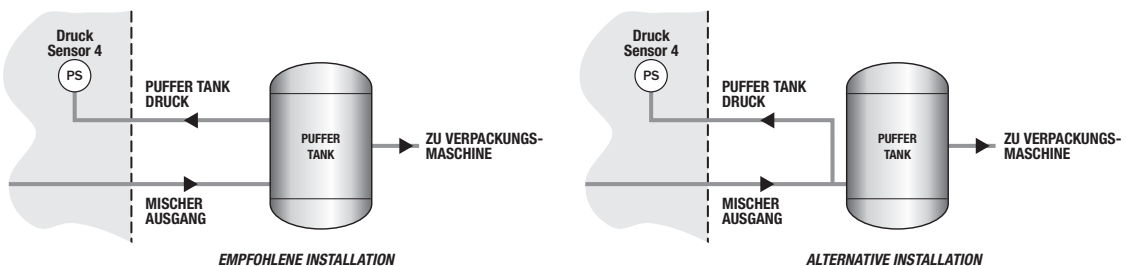 Druck
Sensor 4
PS
PUFFER TANK
DRUCK
PUFFER
TANK
ZU VERPACKUNGS-
MASCHINE
MISCHER
AUSGANG
EMPFOHLENE INSTALLATION
Druck
Sensor 4
PS
PUFFER TANK
DRUCK
PUFFER
TANK
ZU VERPACKUNGS-
MASCHINE
MISCHER
AUSGANG
ALTERNATIVE INSTALLATION